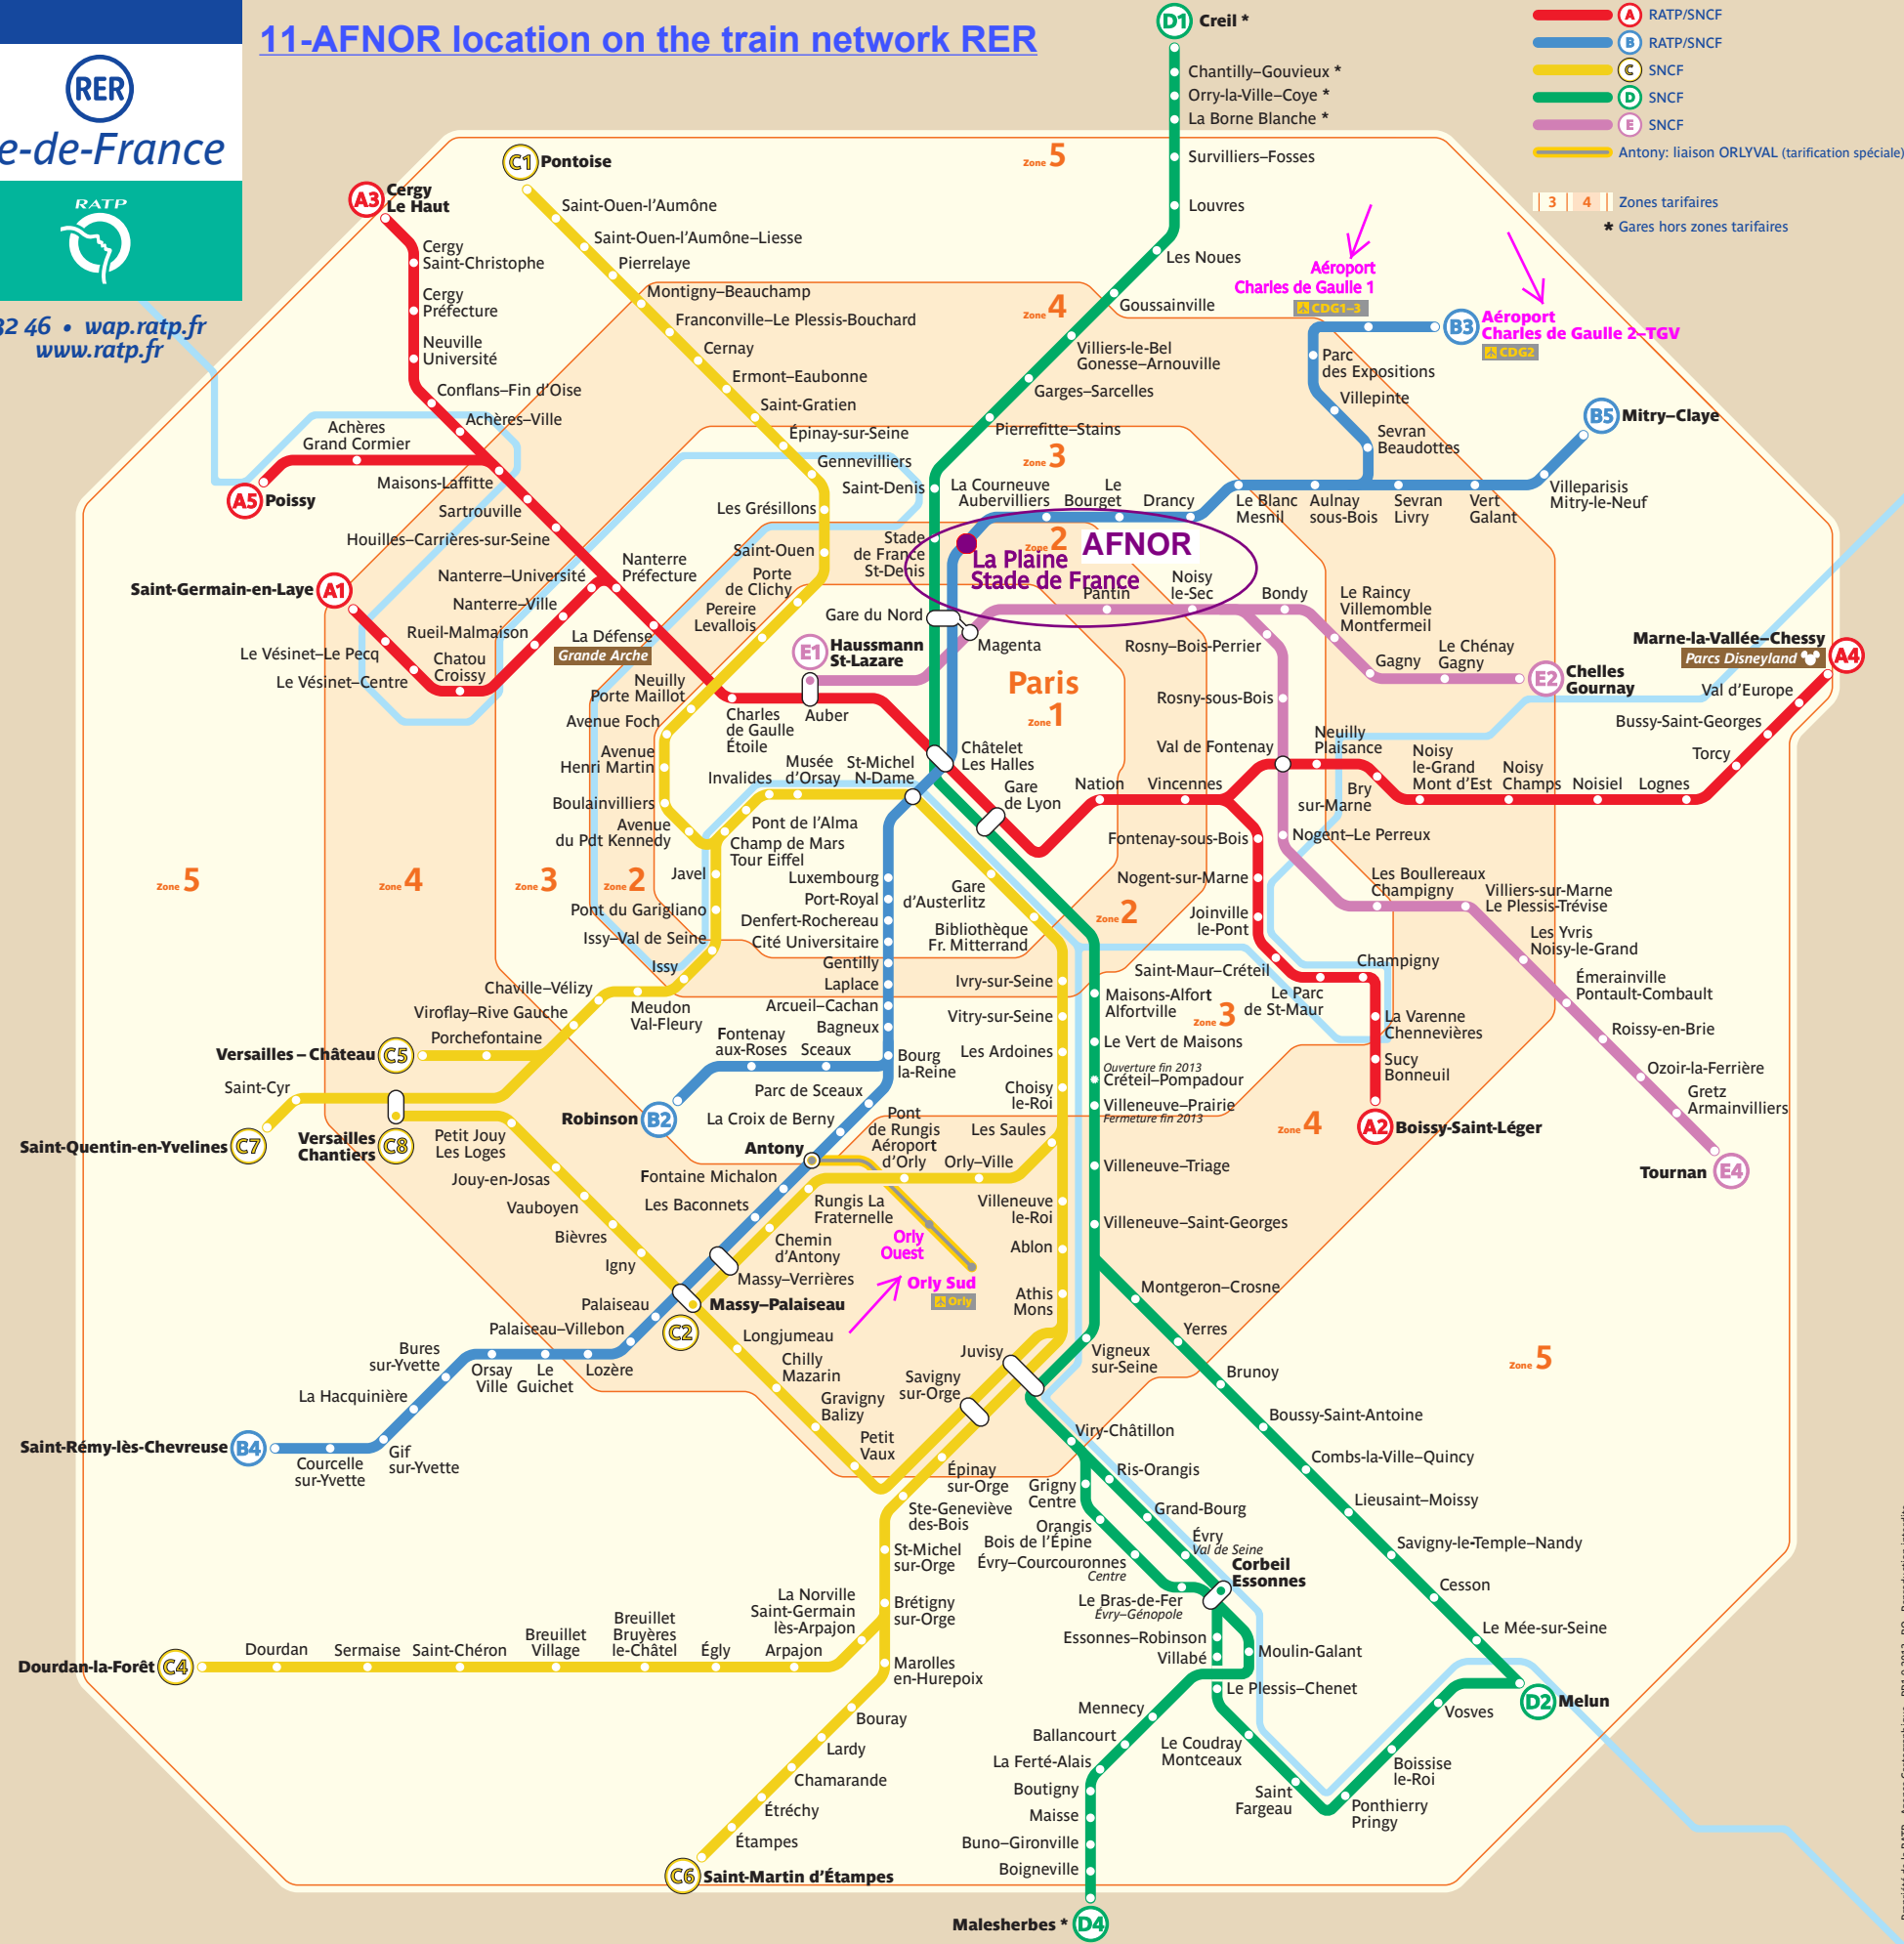 11-AFNOR location on the train network RER
RER
e-de-France
RATP
32 46 • wap.ratp.fr
www.ratp.fr
A RATP/SNCF
B RATP/SNCF
C SNCF
D SNCF
E SNCF
Antony: liaison ORLYVAL (tarification spéciale)
3 4 Zones tarifaires
* Gares hors zones tarifaires
D1 Creil *
Chantilly–Gouvieux *
Orry-la-Ville–Coye *
La Borne Blanche *
Survilliers–Fosses
Louvres
Les Noues
Goussainville
Villiers-le-Bel
Gonesse–Arnouville
Garges–Sarcelles
Pierrefitte–Stains
Saint-Denis
Stade
de France
St-Denis
Zone 5
Zone 4
Zone 3
Zone 2
C1 Pontoise
Saint-Ouen-l'Aumône
Saint-Ouen-l'Aumône–Liesse
Pierrelaye
Montigny–Beauchamp
Franconville–Le Plessis-Bouchard
Cernay
Ermont–Eaubonne
Saint-Gratien
Épinay-sur-Seine
Gennevilliers
Les Grésillons
Saint-Ouen
Porte
de Clichy
Pereire
Levallois
Neuilly
Porte Maillot
Avenue Foch
Avenue
Henri Martin
Boulainvilliers
Avenue
du Pdt Kennedy
A3 Cergy
Le Haut
Cergy
Saint-Christophe
Cergy
Préfecture
Neuville
Université
Conflans–Fin d'Oise
Achères–Ville
Achères
Grand Cormier
A5 Poissy
Maisons-Laffitte
Sartrouville
Houilles–Carrières-sur-Seine
Nanterre–Université
Nanterre
Préfecture
Nanterre–Ville
Rueil-Malmaison
La Défense
Grande Arche
A1 Saint-Germain-en-Laye
Le Vésinet–Le Pecq
Le Vésinet–Centre
Chatou
Croissy
Aéroport
Charles de Gaulle 1
CDG1–3
B3 Aéroport
Charles de Gaulle 2–TGV
CDG2
Parc
des Expositions
Villepinte
Sevran
Beaudottes
B5 Mitry–Claye
Villeparisis
Mitry-le-Neuf
Vert
Galant
Sevran
Livry
Aulnay
sous-Bois
Le Blanc
Mesnil
Drancy
Le
Bourget
La Courneuve
Aubervilliers
AFNOR
La Plaine
Stade de France
Gare du Nord
Magenta
E1 Haussmann
St-Lazare
Pantin
Noisy
le-Sec
Bondy
Le Raincy
Villemomble
Montfermeil
Gagny
Le Chénay
Gagny
E2 Chelles
Gournay
Rosny–Bois-Perrier
Rosny-sous-Bois
Val de Fontenay
Neuilly
Plaisance
Bry
sur-Marne
Noisy
le-Grand
Mont d'Est
Noisy
Champs
Noisiel
Lognes
Torcy
Bussy-Saint-Georges
Val d'Europe
Marne-la-Vallée–Chessy
Parcs Disneyland
A4
Paris
Zone 1
Charles
de Gaulle
Étoile
Auber
Châtelet
Les Halles
Gare
de Lyon
Nation
Vincennes
Invalides
Musée
d'Orsay
St-Michel
N-Dame
Pont de l'Alma
Champ de Mars
Tour Eiffel
Javel
Pont du Garigliano
Issy–Val de Seine
Issy
Meudon
Val-Fleury
Chaville–Vélizy
Viroflay–Rive Gauche
Porchefontaine
Versailles – Château C5
Saint-Cyr
Saint-Quentin-en-Yvelines C7
Versailles
Chantiers C8
Petit Jouy
Les Loges
Jouy-en-Josas
Vauboyen
Bièvres
Igny
Zone 5
Zone 4
Zone 3
Zone 2
Luxembourg
Port-Royal
Denfert-Rochereau
Cité Universitaire
Gentilly
Laplace
Arcueil–Cachan
Bagneux
Bourg
la-Reine
Fontenay
aux-Roses
Sceaux
Robinson B2
Parc de Sceaux
La Croix de Berny
Antony
Fontaine Michalon
Les Baconnets
Massy–Verrières
Massy–Palaiseau
C2
Palaiseau
Palaiseau–Villebon
Lozère
Le
Guichet
Orsay
Ville
Bures
sur-Yvette
La Hacquinière
Gif
sur-Yvette
Courcelle
sur-Yvette
Saint-Rémy-lès-Chevreuse B4
Gare
d'Austerlitz
Bibliothèque
Fr. Mitterrand
Ivry-sur-Seine
Vitry-sur-Seine
Les Ardoines
Choisy
le-Roi
Les Saules
Orly–Ville
Pont
de Rungis
Aéroport
d'Orly
Rungis La
Fraternelle
Chemin
d'Antony
Orly
Ouest
Orly Sud
Orly
Villeneuve
le-Roi
Ablon
Athis
Mons
Juvisy
Savigny
sur-Orge
Longjumeau
Chilly
Mazarin
Gravigny
Balizy
Petit
Vaux
Épinay
sur-Orge
Ste-Geneviève
des-Bois
St-Michel
sur-Orge
Brétigny
sur-Orge
La Norville
Saint-Germain
lès-Arpajon
Arpajon
Égly
Breuillet
Bruyères
le-Châtel
Breuillet
Village
Saint-Chéron
Sermaise
Dourdan
Dourdan-la-Forêt C4
Marolles
en-Hurepoix
Bouray
Lardy
Chamarande
Étréchy
Étampes
C6 Saint-Martin d'Étampes
Zone 2
Fontenay-sous-Bois
Nogent-sur-Marne
Joinville
le-Pont
Saint-Maur–Créteil
Le Parc
de St-Maur
Champigny
La Varenne
Chennevières
Sucy
Bonneuil
A2 Boissy-Saint-Léger
Nogent–Le Perreux
Les Boullereaux
Champigny
Villiers-sur-Marne
Le Plessis-Trévise
Les Yvris
Noisy-le-Grand
Émerainville
Pontault-Combault
Roissy-en-Brie
Ozoir-la-Ferrière
Gretz
Armainvilliers
Tournan E4
Zone 3
Zone 4
Zone 5
Maisons-Alfort
Alfortville
Le Vert de Maisons
Ouverture fin 2013
Créteil–Pompadour
Villeneuve–Prairie
Fermeture fin 2013
Villeneuve–Triage
Villeneuve–Saint-Georges
Montgeron–Crosne
Yerres
Brunoy
Boussy-Saint-Antoine
Combs-la-Ville–Quincy
Lieusaint–Moissy
Savigny-le-Temple–Nandy
Cesson
Le Mée-sur-Seine
D2 Melun
Vosves
Boissise
le-Roi
Ponthierry
Pringy
Saint
Fargeau
Le Coudray
Montceaux
Le Plessis–Chenet
Vigneux
sur-Seine
Viry-Châtillon
Ris-Orangis
Grand-Bourg
Évry
Val de Seine
Corbeil
Essonnes
Grigny
Centre
Orangis
Bois de l'Épine
Évry–Courcouronnes
Centre
Le Bras-de-Fer
Évry–Génopole
Essonnes–Robinson
Villabé
Moulin-Galant
Mennecy
Ballancourt
La Ferté-Alais
Boutigny
Maisse
Buno–Gironville
Boigneville
Malesherbes * D4